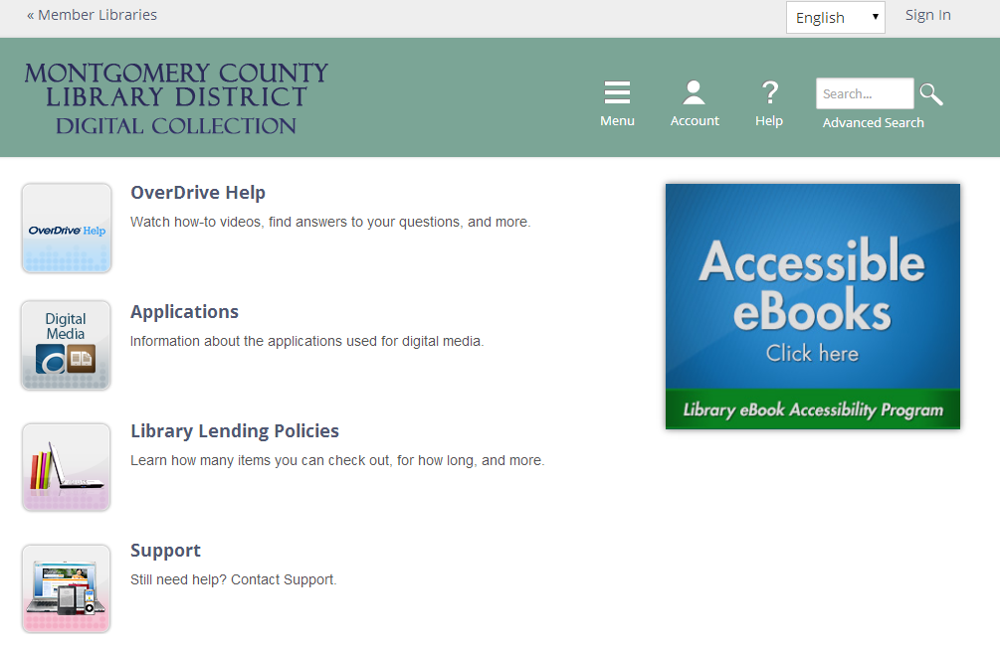 « Member Libraries
English
Sign In
MONTGOMERY COUNTY
LIBRARY DISTRICT
DIGITAL COLLECTION
Menu
Account
Help
Search...
Advanced Search
OverDrive Help
OverDrive Help
Watch how-to videos, find answers to your questions, and more.
Digital
Media
Applications
Information about the applications used for digital media.
Library Lending Policies
Learn how many items you can check out, for how long, and more.
Support
Still need help? Contact Support.
Accessible
eBooks
Click here
Library eBook Accessibility Program